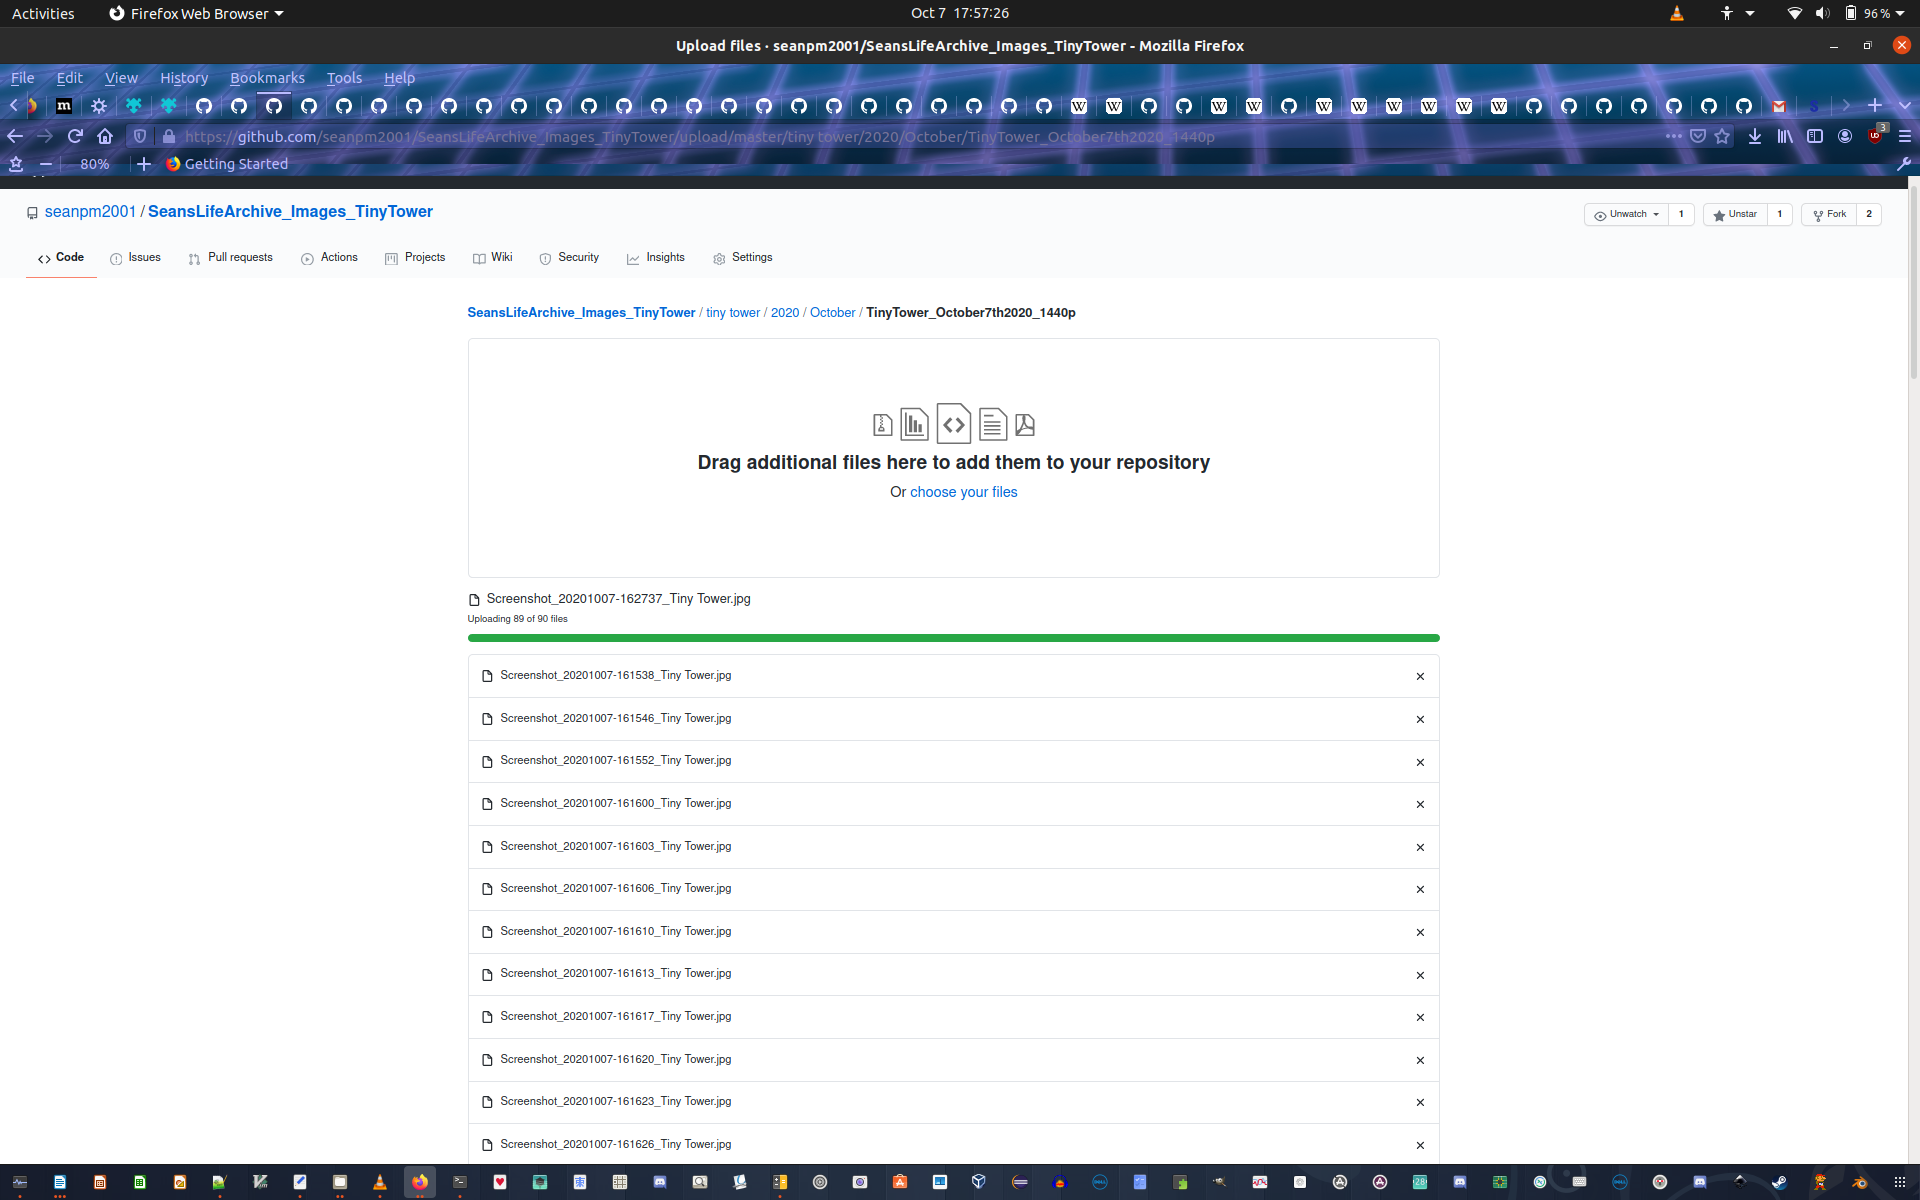 Activities
Firefox Web Browser
Oct 7 17:57:26
96 %
Upload files · seanpm2001/SeansLifeArchive_Images_TinyTower - Mozilla Firefox
File Edit View History Bookmarks Tools Help
https://github.com/seanpm2001/SeansLifeArchive_Images_TinyTower/upload/master/tiny tower/2020/October/TinyTower_October7th2020_1440p
3
80%
Getting Started
seanpm2001 / SeansLifeArchive_Images_TinyTower
Unwatch 1
Unstar 1
Fork 2
Code
Issues
Pull requests
Actions
Projects
Wiki
Security
Insights
Settings
SeansLifeArchive_Images_TinyTower / tiny tower / 2020 / October / TinyTower_October7th2020_1440p
Drag additional files here to add them to your repository
Or choose your files
Screenshot_20201007-162737_Tiny Tower.jpg
Uploading 89 of 90 files
Screenshot_20201007-161538_Tiny Tower.jpg
Screenshot_20201007-161546_Tiny Tower.jpg
Screenshot_20201007-161552_Tiny Tower.jpg
Screenshot_20201007-161600_Tiny Tower.jpg
Screenshot_20201007-161603_Tiny Tower.jpg
Screenshot_20201007-161606_Tiny Tower.jpg
Screenshot_20201007-161610_Tiny Tower.jpg
Screenshot_20201007-161613_Tiny Tower.jpg
Screenshot_20201007-161617_Tiny Tower.jpg
Screenshot_20201007-161620_Tiny Tower.jpg
Screenshot_20201007-161623_Tiny Tower.jpg
Screenshot_20201007-161626_Tiny Tower.jpg